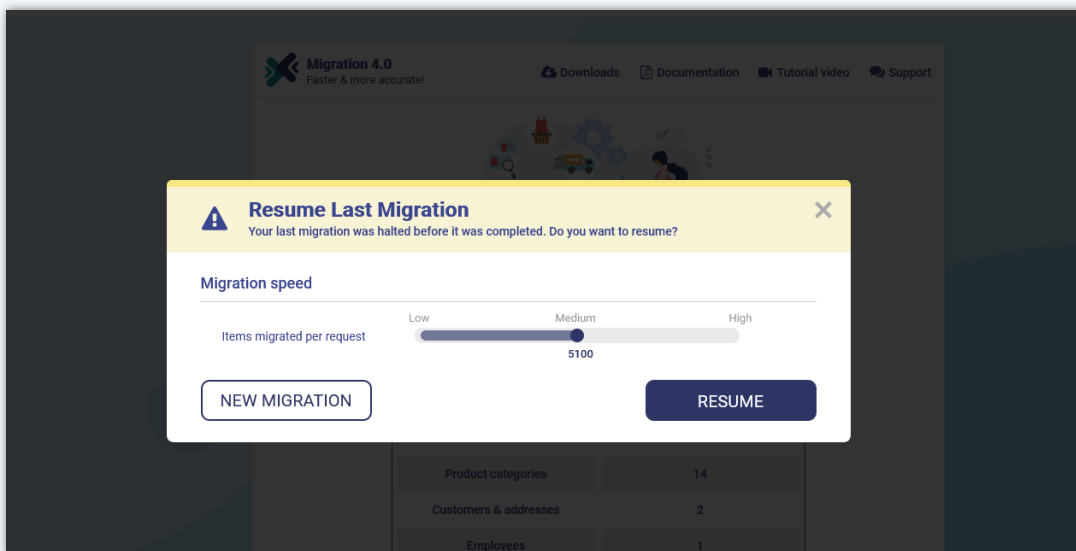 Migration 4.0
Faster & more accurate!
Downloads
Documentation
Tutorial video
Support
Resume Last Migration
Your last migration was halted before it was completed. Do you want to resume?
Migration speed
Low Medium High
Items migrated per request
5100
NEW MIGRATION
RESUME
Product categories 14
Customers & addresses 2
Employees 1